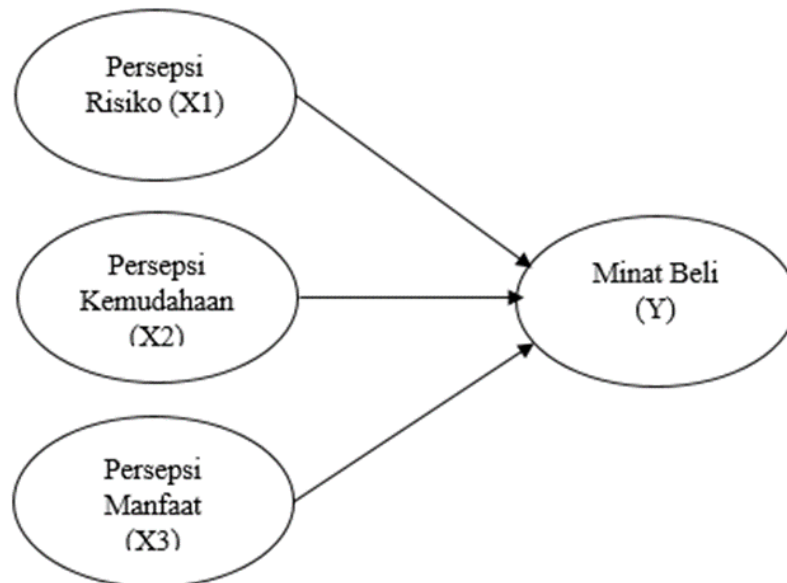 Persepsi
Risiko (X1)
Persepsi
Kemudahaan
(X2)
Persepsi
Manfaat
(X3)
Minat Beli
(Y)